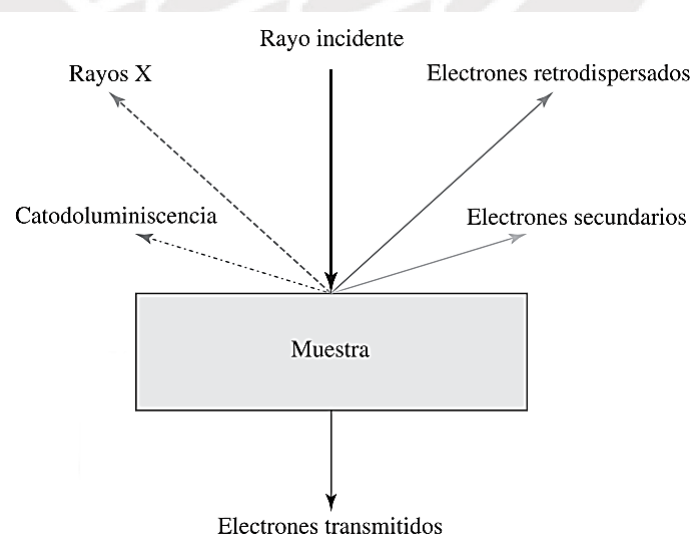 Rayo incidente
Rayos X
Electrones retrodispersados
Catodoluminiscencia
Electrones secundarios
Muestra
Electrones transmitidos